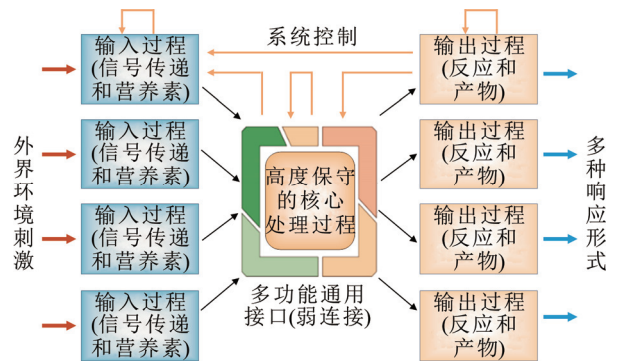 系统控制
输入过程
(信号传递
和营养素)
输出过程
(反应和
产物)
输入过程
(信号传递
和营养素)
输出过程
(反应和
产物)
外界环境刺激
高度保守
的核心
处理过程
多种响应形式
输入过程
(信号传递
和营养素)
输出过程
(反应和
产物)
多功能通用
接口(弱连接)
输入过程
(信号传递
和营养素)
输出过程
(反应和
产物)